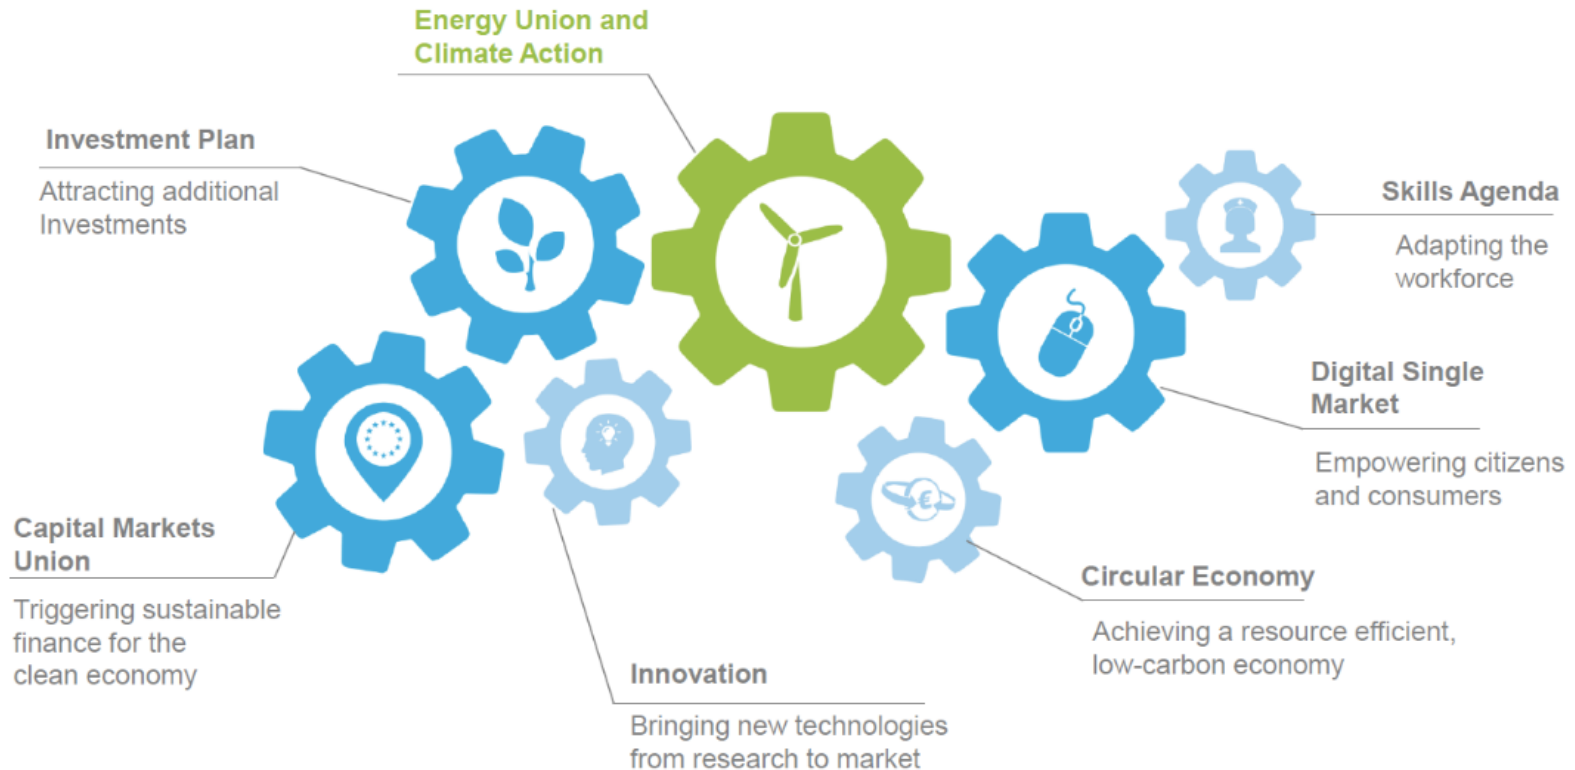 Energy Union and
Climate Action
Investment Plan
Attracting additional
Investments
Skills Agenda
Adapting the
workforce
Digital Single
Market
Empowering citizens
and consumers
Capital Markets
Union
Triggering sustainable
finance for the
clean economy
Circular Economy
Achieving a resource efficient,
low-carbon economy
Innovation
Bringing new technologies
from research to market
€